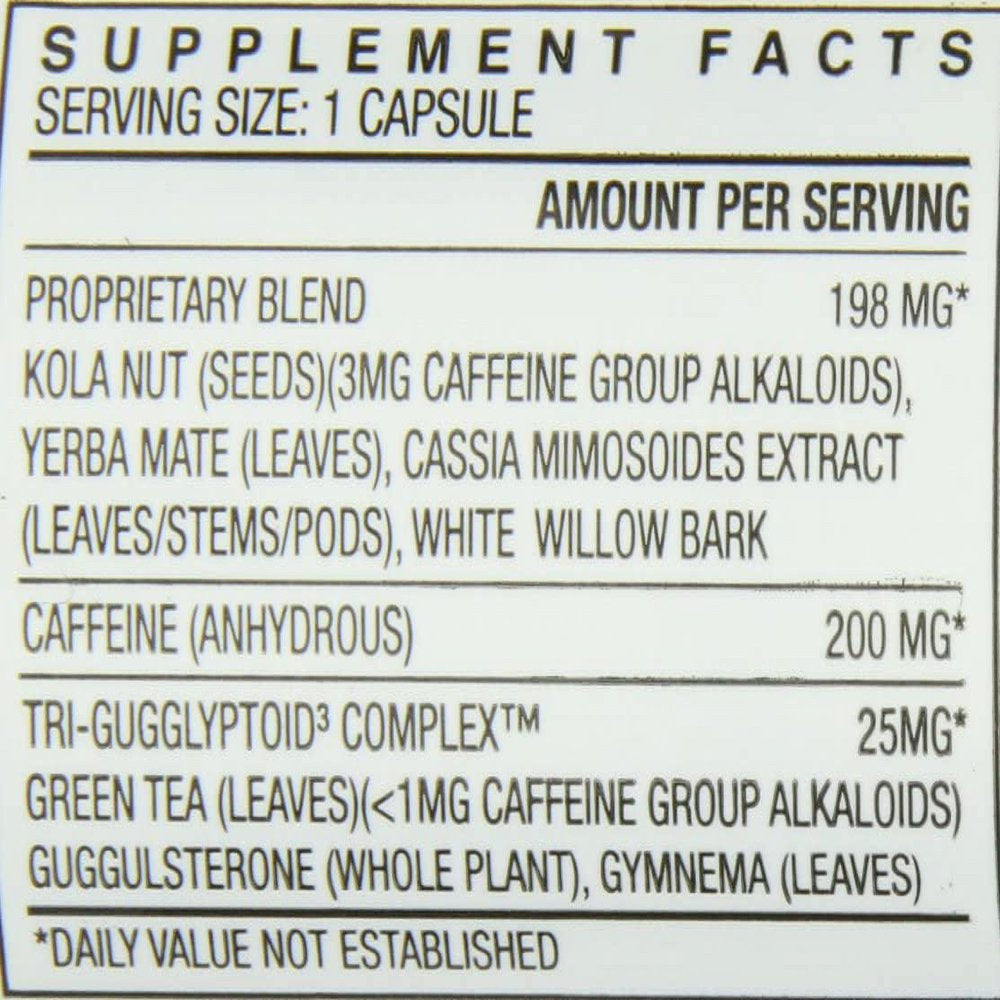 SUPPLEMENT FACTS
SERVING SIZE: 1 CAPSULE
AMOUNT PER SERVING
PROPRIETARY BLEND 198 MG*
KOLA NUT (SEEDS)(3MG CAFFEINE GROUP ALKALOIDS),
YERBA MATE (LEAVES), CASSIA MIMOSOIDES EXTRACT
(LEAVES/STEMS/PODS), WHITE WILLOW BARK
CAFFEINE (ANHYDROUS) 200 MG*
TRI-GUGGLYPTOID³ COMPLEX™ 25MG*
GREEN TEA (LEAVES)(<1MG CAFFEINE GROUP ALKALOIDS)
GUGGULSTERONE (WHOLE PLANT), GYMNEMA (LEAVES)
*DAILY VALUE NOT ESTABLISHED